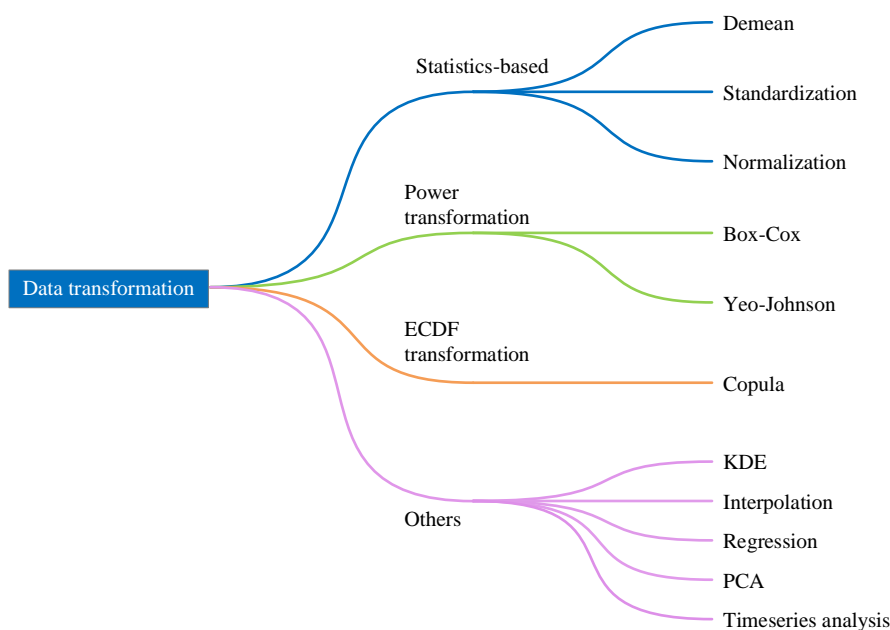 Data transformation
Statistics-based
Demean
Standardization
Normalization
Power
transformation
Box-Cox
Yeo-Johnson
ECDF
transformation
Copula
Others
KDE
Interpolation
Regression
PCA
Timeseries analysis